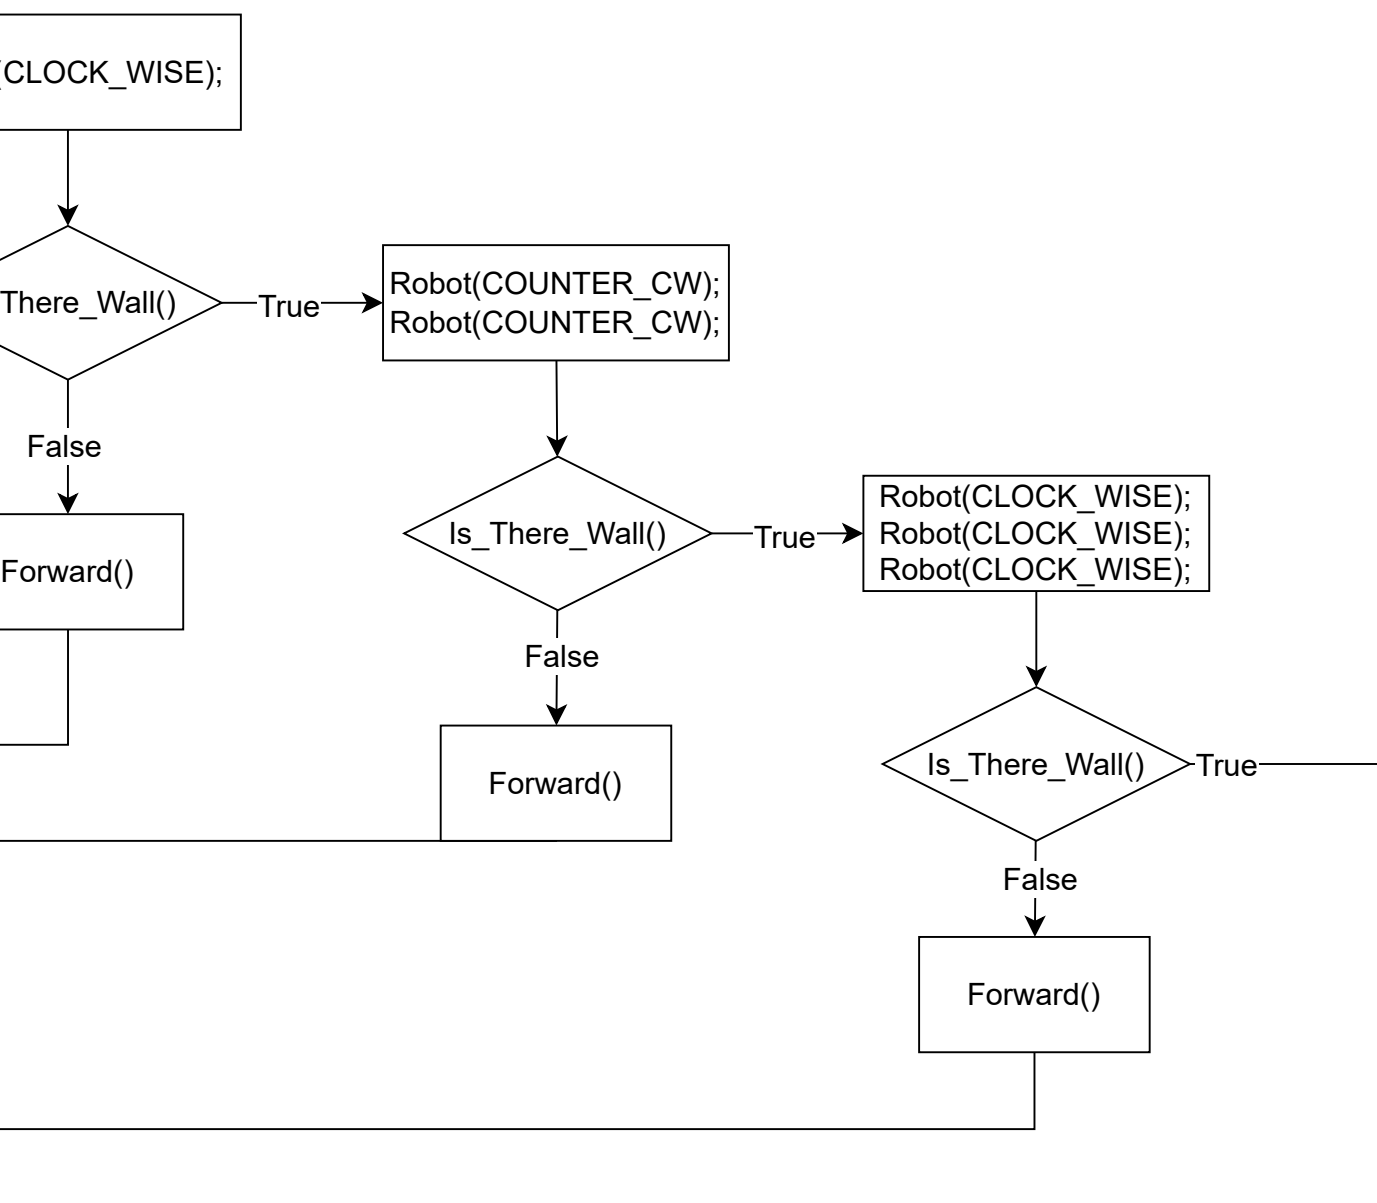 (CLOCK_WISE);
There_Wall()
True
Robot(COUNTER_CW);
Robot(COUNTER_CW);
False
Forward()
Is_There_Wall()
True
Robot(CLOCK_WISE);
Robot(CLOCK_WISE);
Robot(CLOCK_WISE);
False
Forward()
Is_There_Wall()
True
False
Forward()